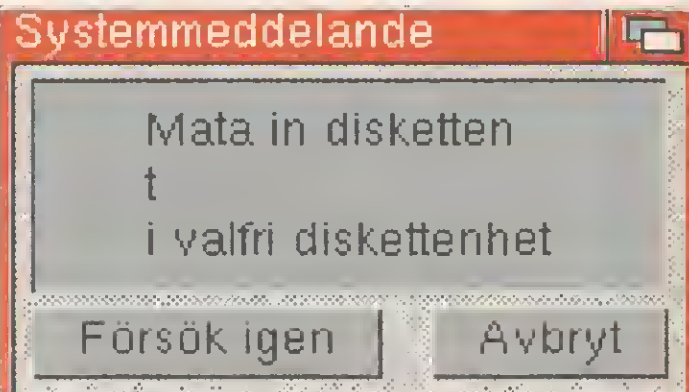 Systemmeddelande
Mata in disketten
t
i valfri diskettenhet
Försök igen
Avbryt